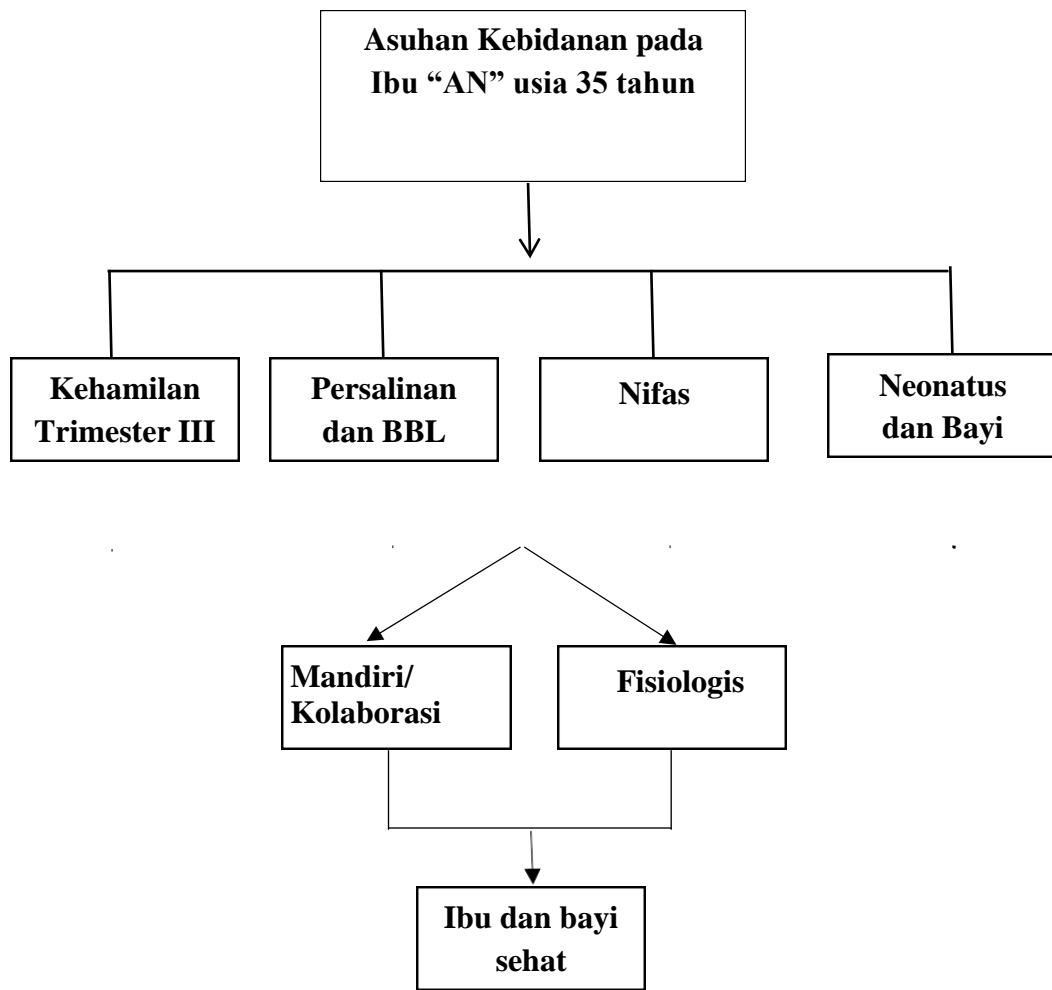 Asuhan Kebidanan pada
Ibu “AN” usia 35 tahun
Kehamilan
Trimester III
Persalinan
dan BBL
Nifas
Neonatus
dan Bayi
Mandiri/
Kolaborasi
Fisiologis
Ibu dan bayi
sehat